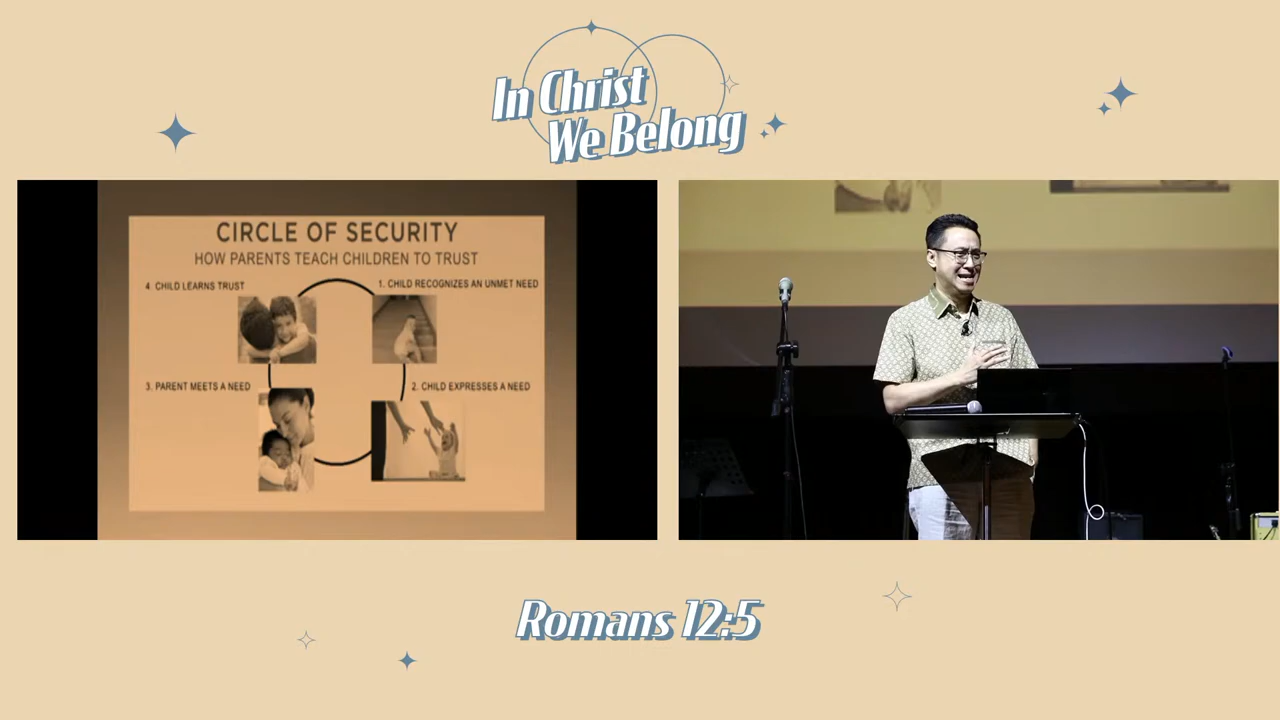 In Christ
We Belong
CIRCLE OF SECURITY
HOW PARENTS TEACH CHILDREN TO TRUST
4 CHILD LEARNS TRUST
1. CHILD RECOGNIZES AN UNMET NEED
3. PARENT MEETS A NEED
2. CHILD EXPRESSES A NEED
Romans 12:5